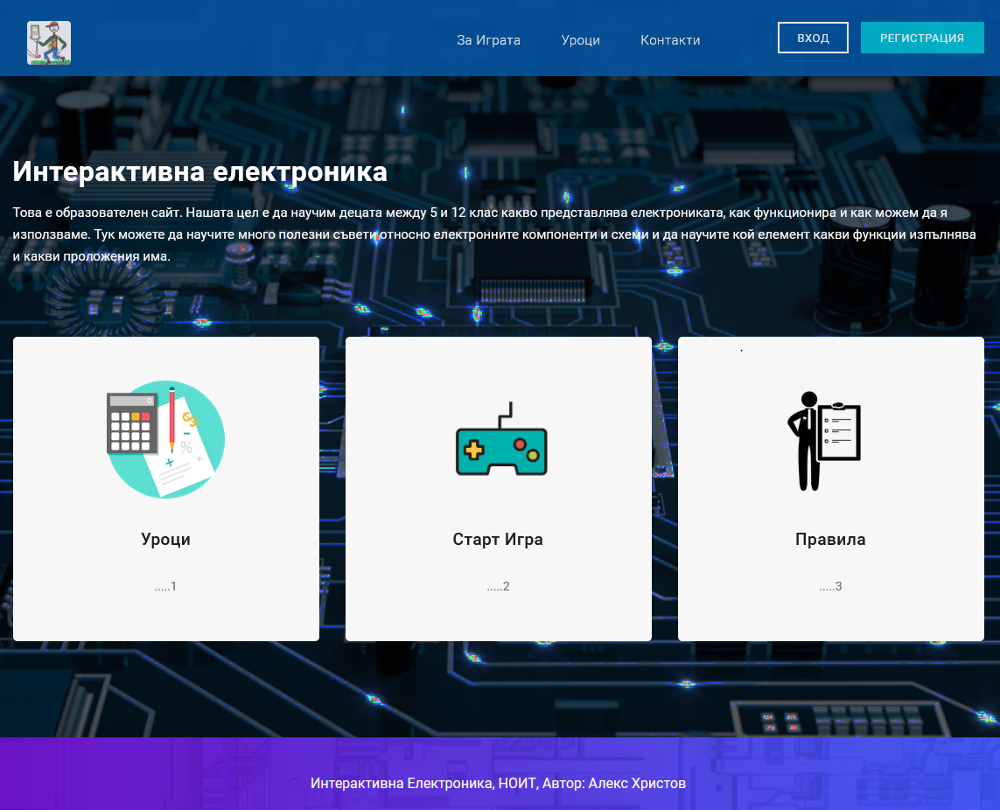 За Играта
Уроци
Контакти
ВХОД
РЕГИСТРАЦИЯ
Интерактивна електроника
Това е образователен сайт. Нашата цел е да научим децата между 5 и 12 клас какво представлява електрониката, как функционира и как можем да я
използваме. Тук можете да научите много полезни съвети относно електронните компоненти и схеми и да научите кой елемент какви функции изпълнява
и какви проложения има.
Уроци
.....1
Старт Игра
.....2
Правила
.....3
Интерактивна Електроника, НОИТ, Автор: Алекс Христов